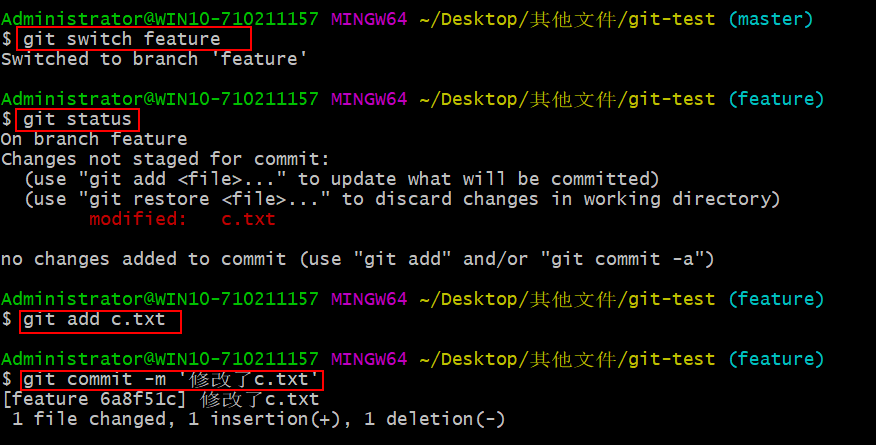 Administrator@WIN10-710211157 MINGW64 ~/Desktop/其他文件/git-test (master)
$ git switch feature
Switched to branch 'feature'
Administrator@WIN10-710211157 MINGW64 ~/Desktop/其他文件/git-test (feature)
$ git status
On branch feature
Changes not staged for commit:
  (use "git add <file>..." to update what will be committed)
  (use "git restore <file>..." to discard changes in working directory)
        modified:   c.txt
no changes added to commit (use "git add" and/or "git commit -a")
Administrator@WIN10-710211157 MINGW64 ~/Desktop/其他文件/git-test (feature)
$ git add c.txt
Administrator@WIN10-710211157 MINGW64 ~/Desktop/其他文件/git-test (feature)
$ git commit -m '修改了c.txt'
[feature 6a8f51c] 修改了c.txt
 1 file changed, 1 insertion(+), 1 deletion(-)